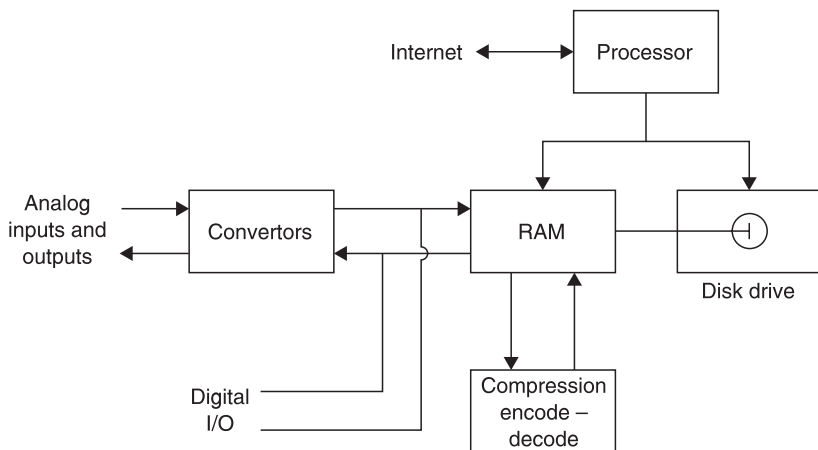 Internet
Processor
Analog
inputs and
outputs
Convertors
RAM
Disk drive
Digital
I/O
Compression
encode –
decode